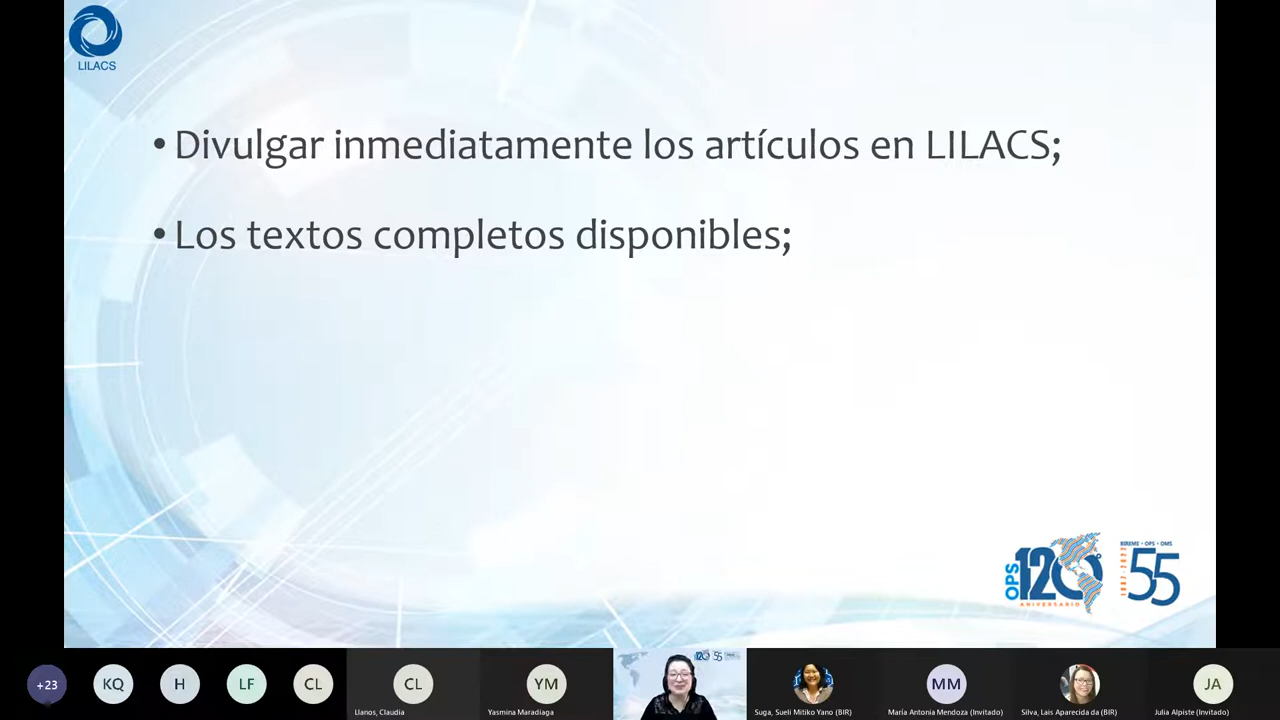 LILACS
• Divulgar inmediatamente los artículos en LILACS;
• Los textos completos disponibles;
OPS 120
ANIVERSARIO
BIREME • OPS • OMS
55
+23
KQ
H
LF
CL
CL
Llanos, Claudia
YM
Yasmina Maradiaga
55
Suga, Sueli Mitiko Yano (BIR)
MM
María Antonia Mendoza (Invitado)
Silva, Lais Aparecida da (BIR)
JA
Julia Alpiste (Invitado)